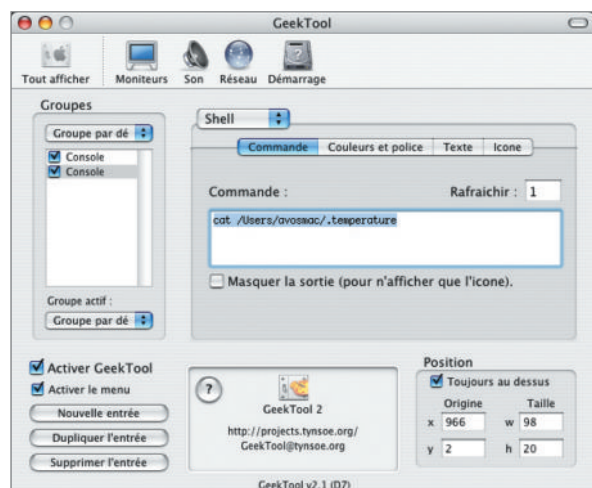 GeekTool
Tout afficher Moniteurs Son Réseau Démarrage
Groupes
Groupe par dé
Console
Console
Groupe actif :
Groupe par dé
Shell
Commande Couleurs et police Texte Icone
Commande : Rafraichir : 1
cat /Users/avosmac/.temperature
Masquer la sortie (pour n'afficher que l'icone).
Activer GeekTool
Activer le menu
Nouvelle entrée
Dupliquer l'entrée
Supprimer l'entrée
?
GeekTool 2
http://projects.tynsoe.org/
GeekTool@tynsoe.org
Position
Toujours au dessus
Origine Taille
x 966 w 98
y 2 h 20
GeekTool v2.1 (D7)